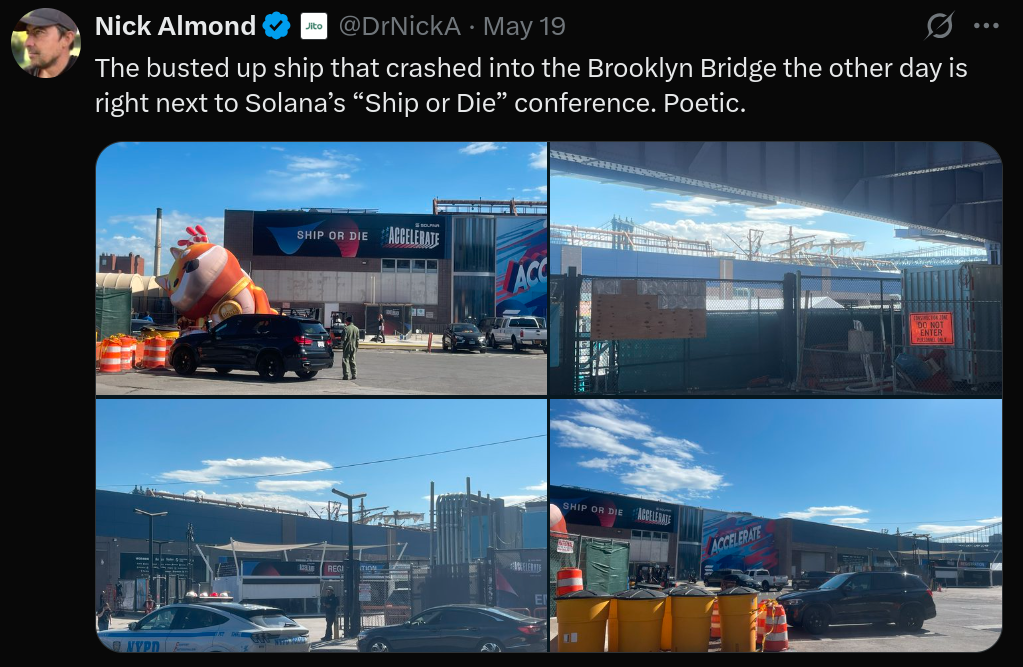 Nick Almond Jito @DrNickA · May 19
The busted up ship that crashed into the Brooklyn Bridge the other day is
right next to Solana’s “Ship or Die” conference. Poetic.
SHIP OR DIE
SOLANA
ACCELERATE
ACC
DO NOT
ENTER
NYPD
SHIP OR DIE
ACCELERATE
ACCELERATE